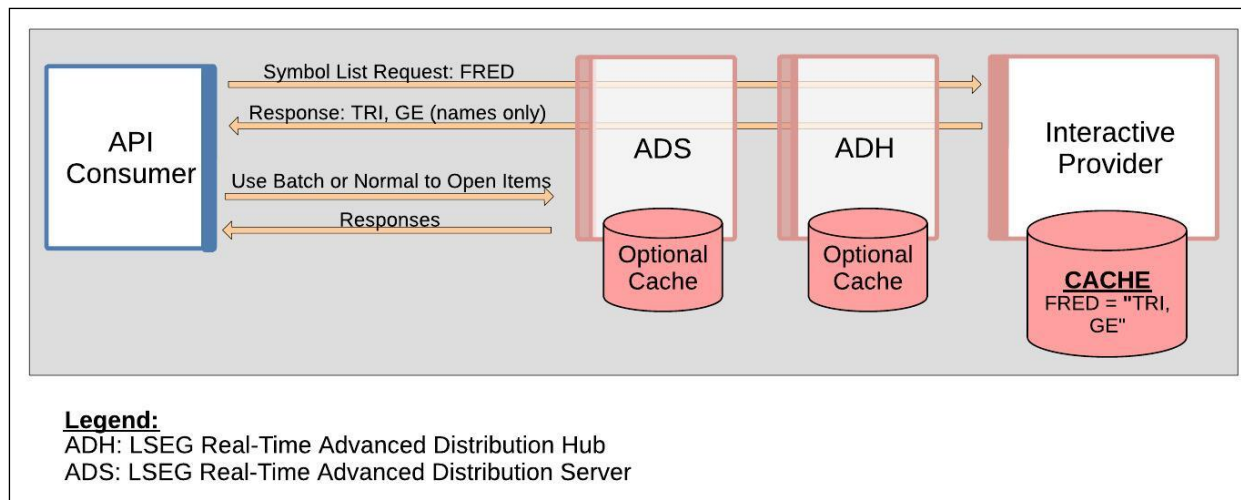 Symbol List Request: FRED
Response: TRI, GE (names only)
API
Consumer
Use Batch or Normal to Open Items
Responses
ADS
Optional
Cache
ADH
Optional
Cache
Interactive
Provider
CACHE
FRED = "TRI,
GE"
Legend:
ADH: LSEG Real-Time Advanced Distribution Hub
ADS: LSEG Real-Time Advanced Distribution Server